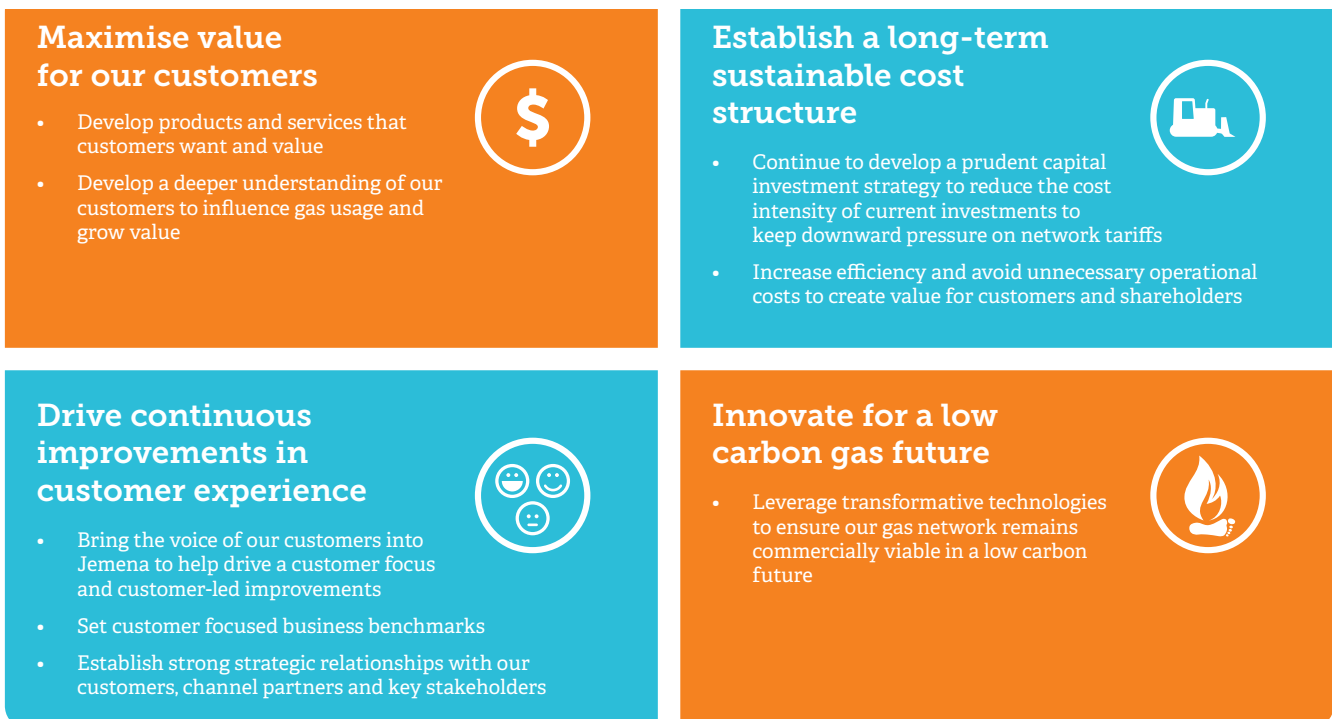 Maximise value
for our customers
• Develop products and services that
customers want and value
• Develop a deeper understanding of our
customers to influence gas usage and
grow value
$
Establish a long-term
sustainable cost
structure
• Continue to develop a prudent capital
investment strategy to reduce the cost
intensity of current investments to
keep downward pressure on network tariffs
• Increase efficiency and avoid unnecessary operational
costs to create value for customers and shareholders
Drive continuous
improvements in
customer experience
• Bring the voice of our customers into
Jemena to help drive a customer focus
and customer-led improvements
• Set customer focused business benchmarks
• Establish strong strategic relationships with our
customers, channel partners and key stakeholders
Innovate for a low
carbon gas future
• Leverage transformative technologies
to ensure our gas network remains
commercially viable in a low carbon
future